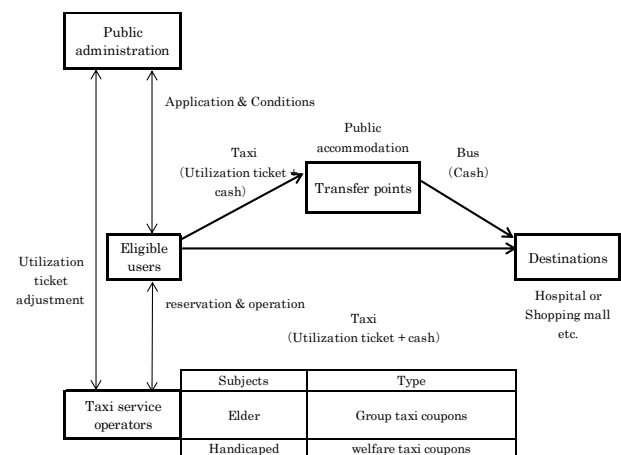 Public
administration
Application & Conditions
Public
accommodation
Taxi
(Utilization ticket +
cash)
Bus
(Cash)
Transfer points
Eligible
users
Destinations
Utilization
ticket
adjustment
Hospital or
Shopping mall
etc.
reservation & operation
Taxi
(Utilization ticket + cash)
Taxi service
operators
Subjects Type
Elder Group taxi coupons
Handicaped welfare taxi coupons